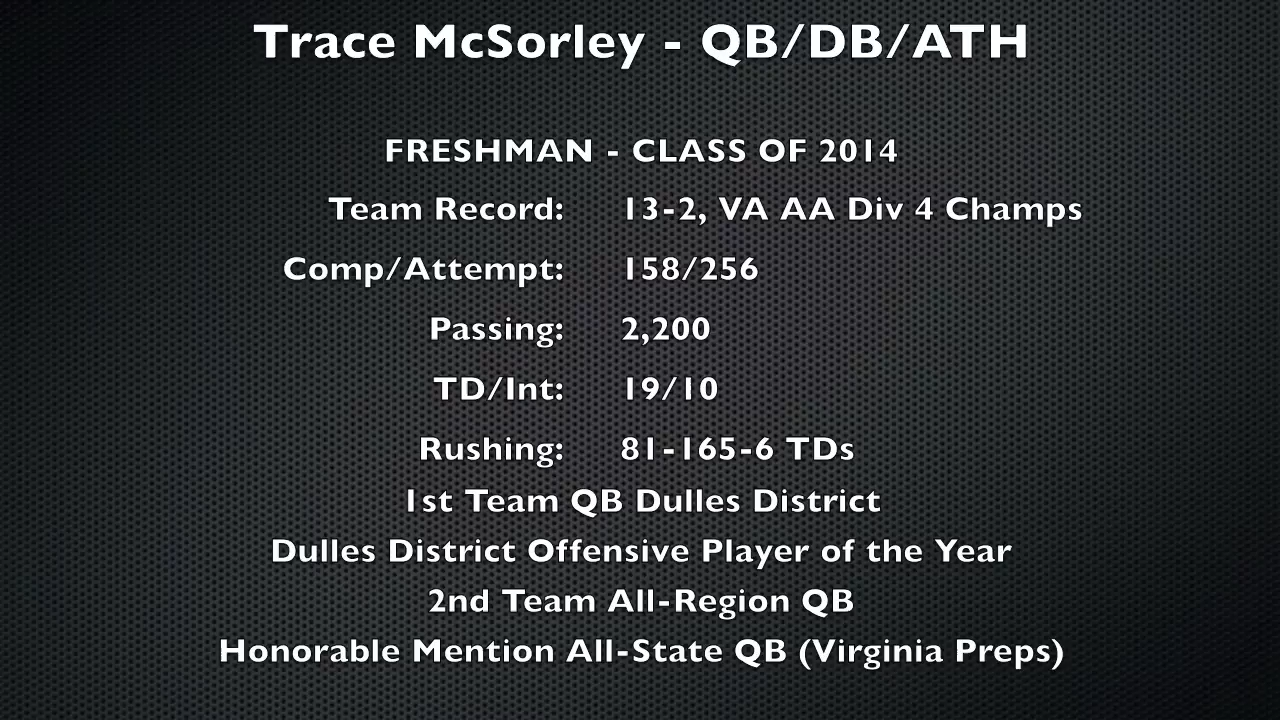 Trace McSorley - QB/DB/ATH
FRESHMAN - CLASS OF 2014
Team Record: 13-2, VA AA Div 4 Champs
Comp/Attempt: 158/256
Passing: 2,200
TD/Int: 19/10
Rushing: 81-165-6 TDs
1st Team QB Dulles District
Dulles District Offensive Player of the Year
2nd Team All-Region QB
Honorable Mention All-State QB (Virginia Preps)